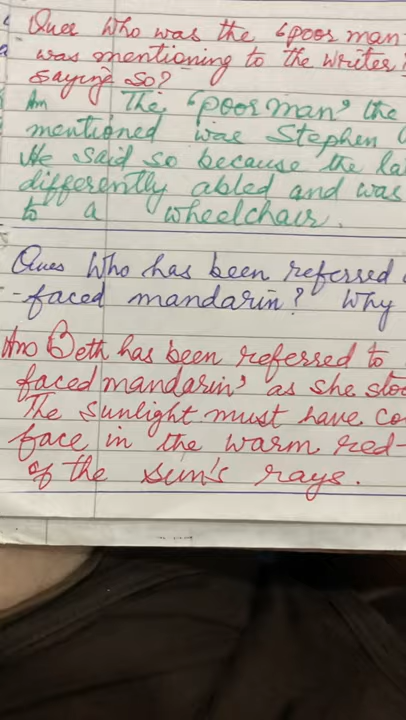 Ques Who was the "poor man
was mentioning to the writer
saying so?
Ans The 'poor man' the
mentioned was Stephen
He said so because the
differently abled and was
to a wheelchair.
Ques Who has been referred
-faced mandarin? Why
Ans Beth has been referred to
faced mandarin' as she
The sunlight must have
face in the warm red-
of the sun's rays.